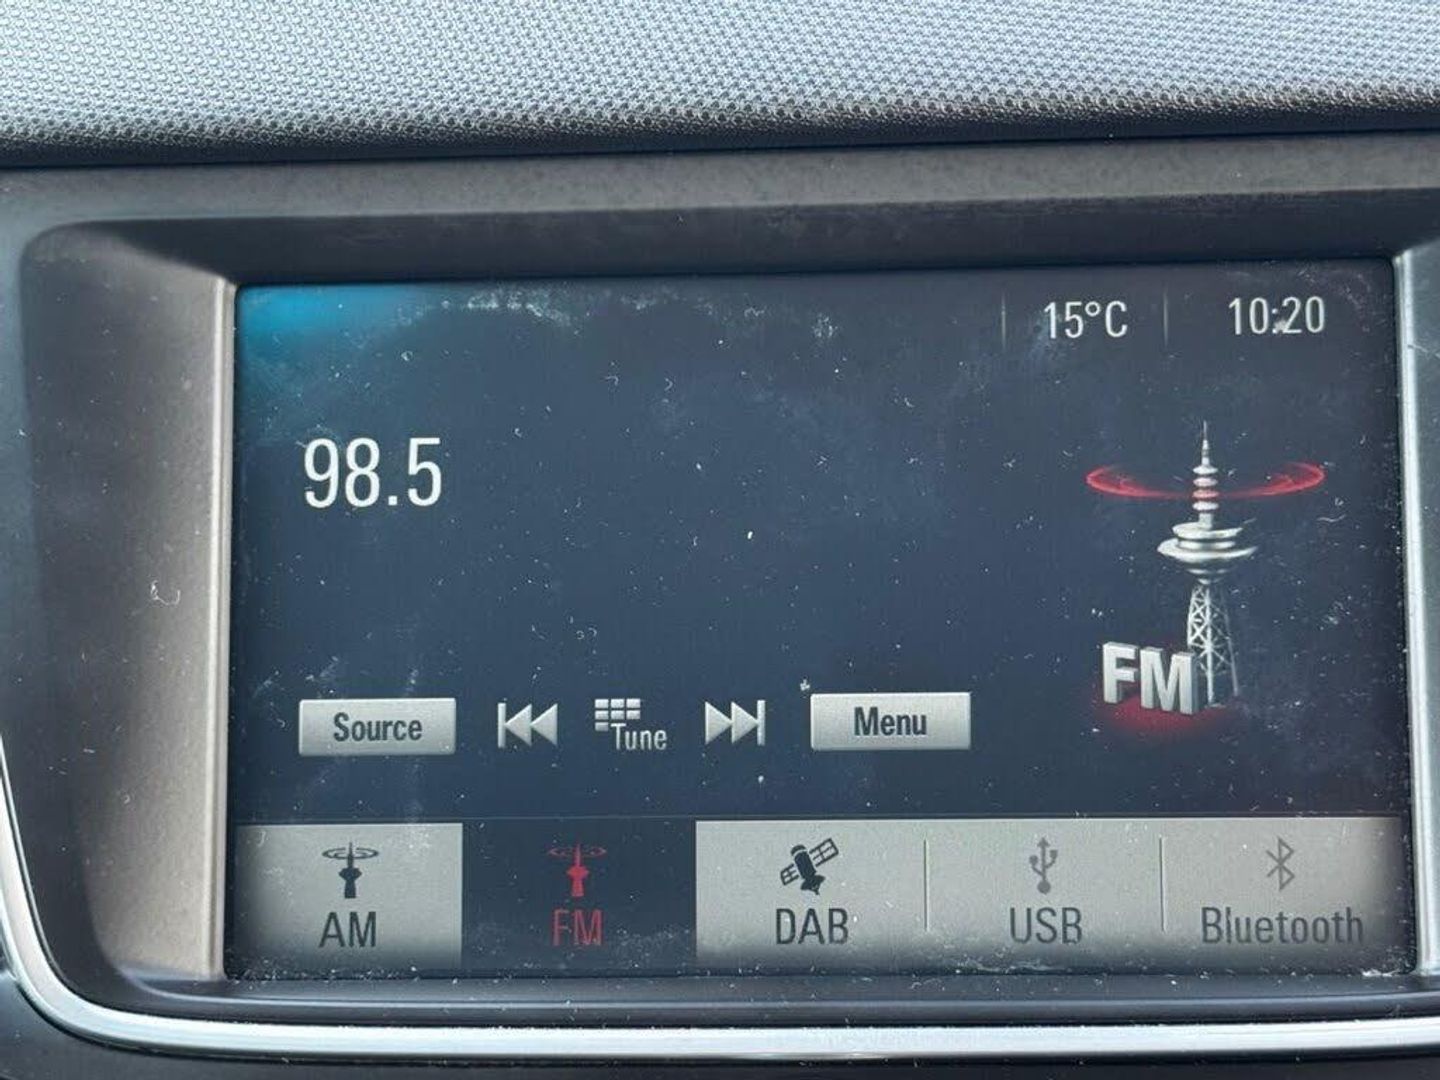 15°C 10:20
98.5
FM
Source Tune Menu
AM FM DAB USB Bluetooth